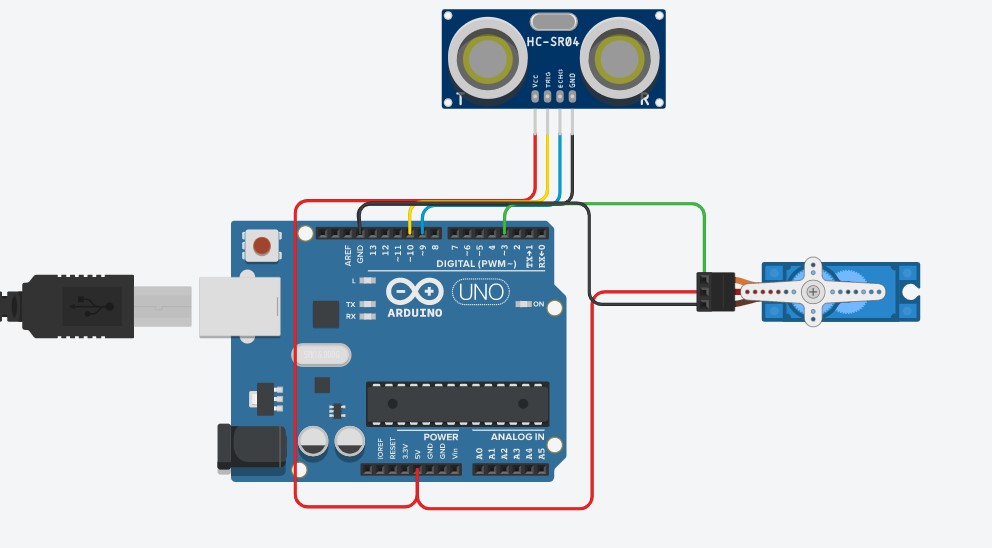 HC-SR04
VCC
TRIG
ECHO
GND
T
R
AREF
GND
13
12
~11
~10
~9
8
7
~6
~5
4
~3
2
TX→1
RX←0
DIGITAL (PWM~)
L
TX
RX
ARDUINO
UNO
ON
POWER
ANALOG IN
IOREF
RESET
3.3V
5V
GND
GND
Vin
A0
A1
A2
A3
A4
A5